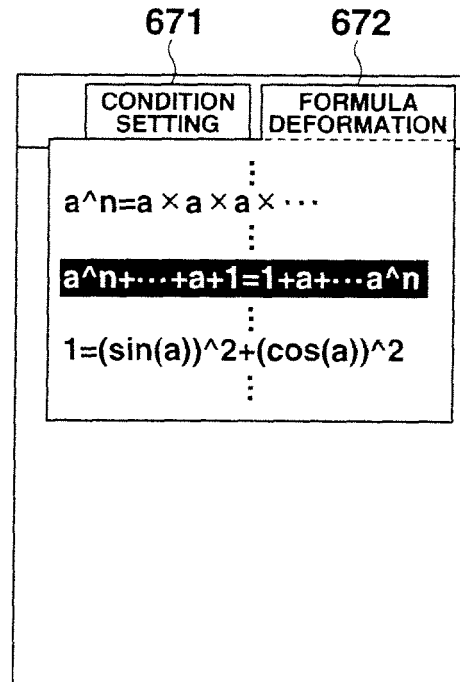 671 672
CONDITION SETTING
FORMULA DEFORMATION
⋮
a^n=a×a×a×···
⋮
a^n+···+a+1=1+a+···a^n
⋮
1=(sin(a))^2+(cos(a))^2
⋮